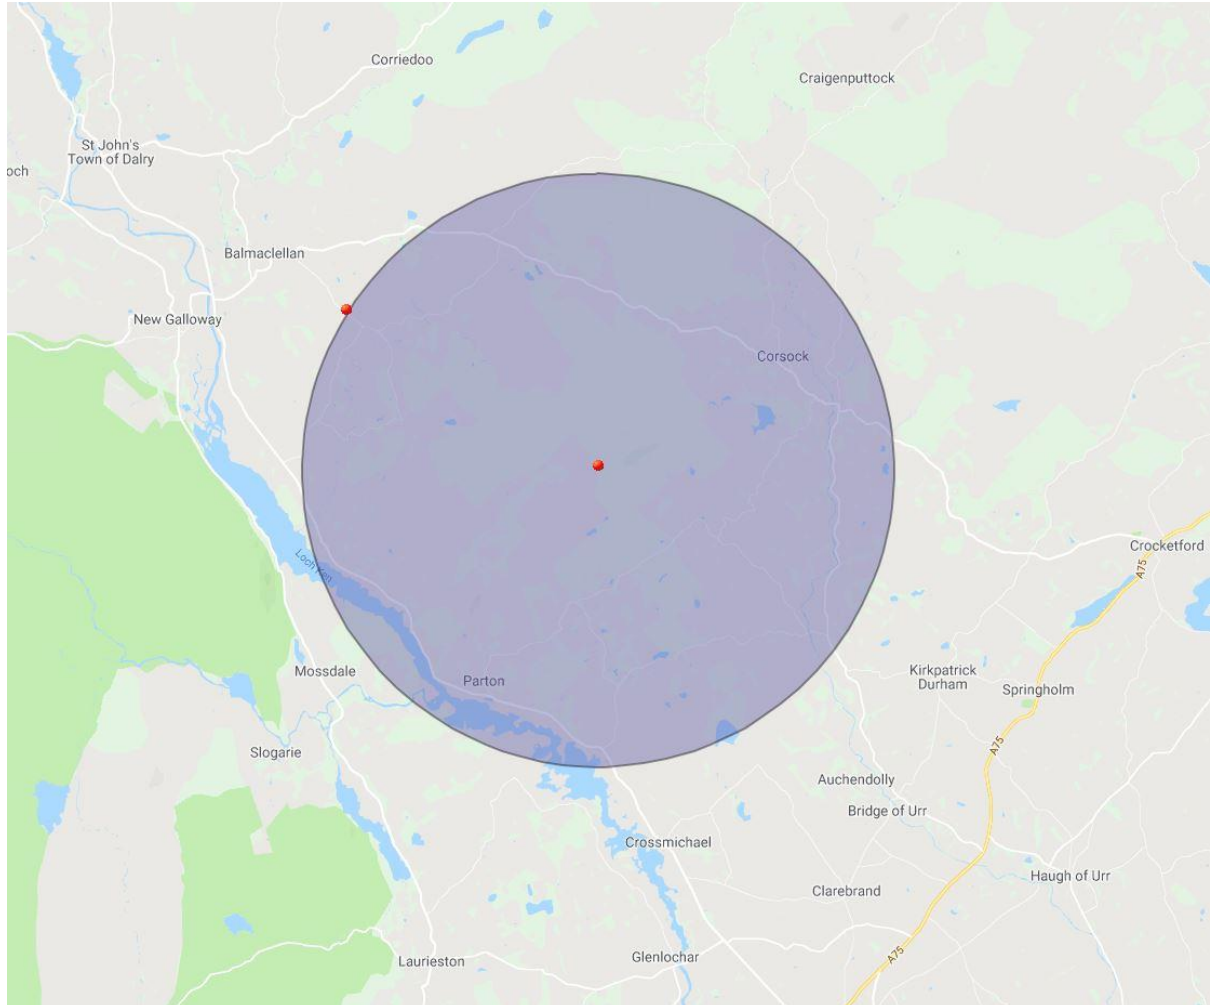 Corriedoo
Craigenputtock
St John's
Town of Dalry
och
Balmaclellan
New Galloway
Corsock
Loch Ken
Crocketford
A75
Mossdale
Parton
Kirkpatrick
Durham
Springholm
A75
Slogarie
Auchendolly
Bridge of Urr
Crossmichael
Haugh of Urr
Clarebrand
Laurieston
Glenlochar
A75